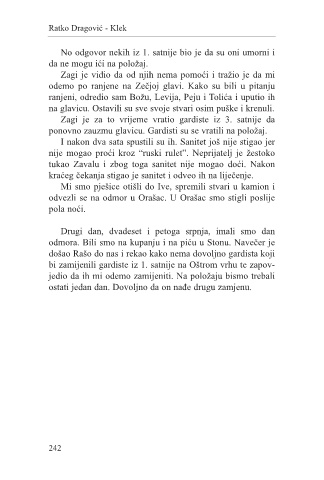 Ratko Dragović - Klek
No odgovor nekih iz 1. satnije bio je da su oni umorni i
da ne mogu ići na položaj.
Zagi je vidio da od njih nema pomoći i tražio je da mi
odemo po ranjene na Zečjoj glavi. Kako su bili u pitanju
ranjeni, odredio sam Božu, Levija, Peju i Tolića i uputio ih
na glavicu. Ostavili su sve svoje stvari osim puške i krenuli.
Zagi je za to vrijeme vratio gardiste iz 3. satnije da
ponovno zauzmu glavicu. Gardisti su se vratili na položaj.
I nakon dva sata spustili su ih. Sanitet još nije stigao jer
nije mogao proći kroz “ruski rulet”. Neprijatelj je žestoko
tukao Zavalu i zbog toga sanitet nije mogao doći. Nakon
kraćeg čekanja stigao je sanitet i odveo ih na liječenje.
Mi smo pješice otišli do Ive, spremili stvari u kamion i
odvezli se na odmor u Orašac. U Orašac smo stigli poslije
pola noći.
Drugi dan, dvadeset i petoga srpnja, imali smo dan
odmora. Bili smo na kupanju i na piću u Stonu. Navečer je
došao Rašo do nas i rekao kako nema dovoljno gardista koji
bi zamijenili gardiste iz 1. satnije na Oštrom vrhu te zapov-
jedio da ih mi odemo zamijeniti. Na položaju bismo trebali
ostati jedan dan. Dovoljno da on nađe drugu zamjenu.
242